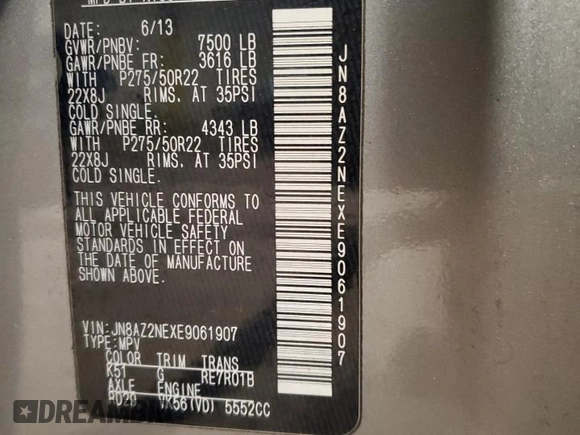 DATE: 6/13
GVWR/PNBV: 7500 LB
GAWR/PNBE FR: 3616 LB
WITH P275/50R22 TIRES
22X8J RIMS. AT 35PSI
COLD SINGLE.
GAWR/PNBE RR: 4343 LB
WITH P275/50R22 TIRES
22X8J RIMS. AT 35PSI
COLD SINGLE.
THIS VEHICLE CONFORMS TO
ALL APPLICABLE FEDERAL
MOTOR VEHICLE SAFETY
STANDARDS IN EFFECT ON
THE DATE OF MANUFACTURE
SHOWN ABOVE.
VIN:JN8AZ2NEXE9061907
TYPE:MPV
COLOR TRIM TRANS
K51 G RE7R01B
AXLE ENGINE
VK56(VD) 5552CC
JN8AZ2NEXE9061907